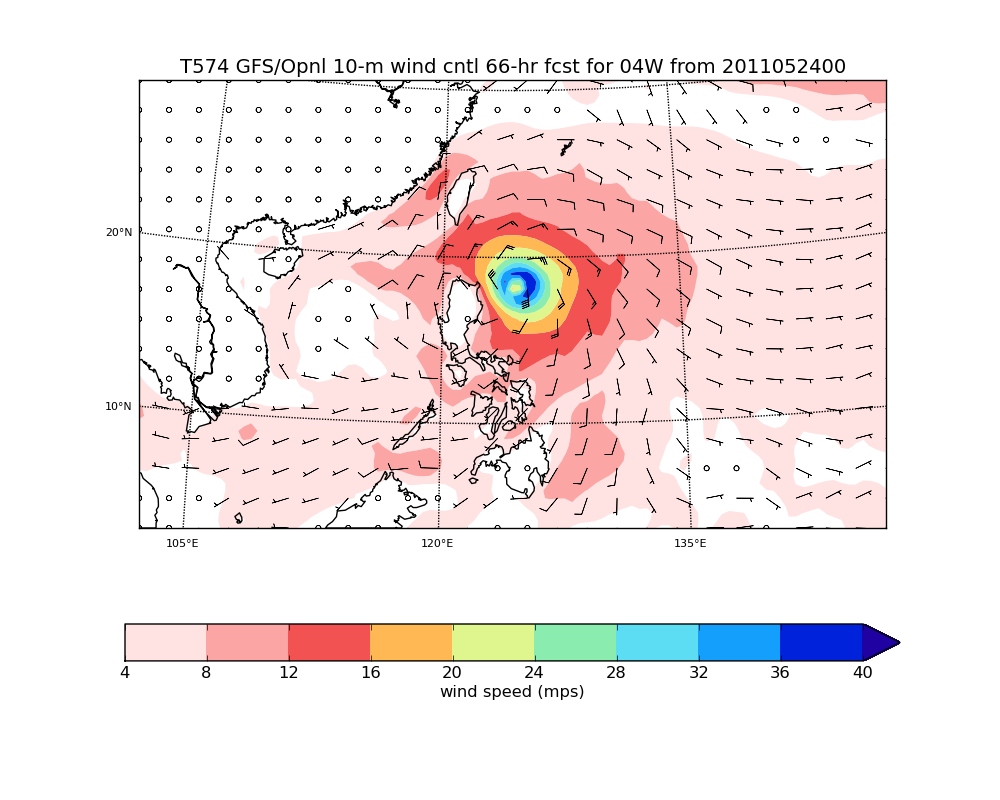 T574 GFS/Opnl 10-m wind cntl 66-hr fcst for 04W from 2011052400
20°N
10°N
105°E 120°E 135°E
4 8 12 16 20 24 28 32 36 40
wind speed (mps)